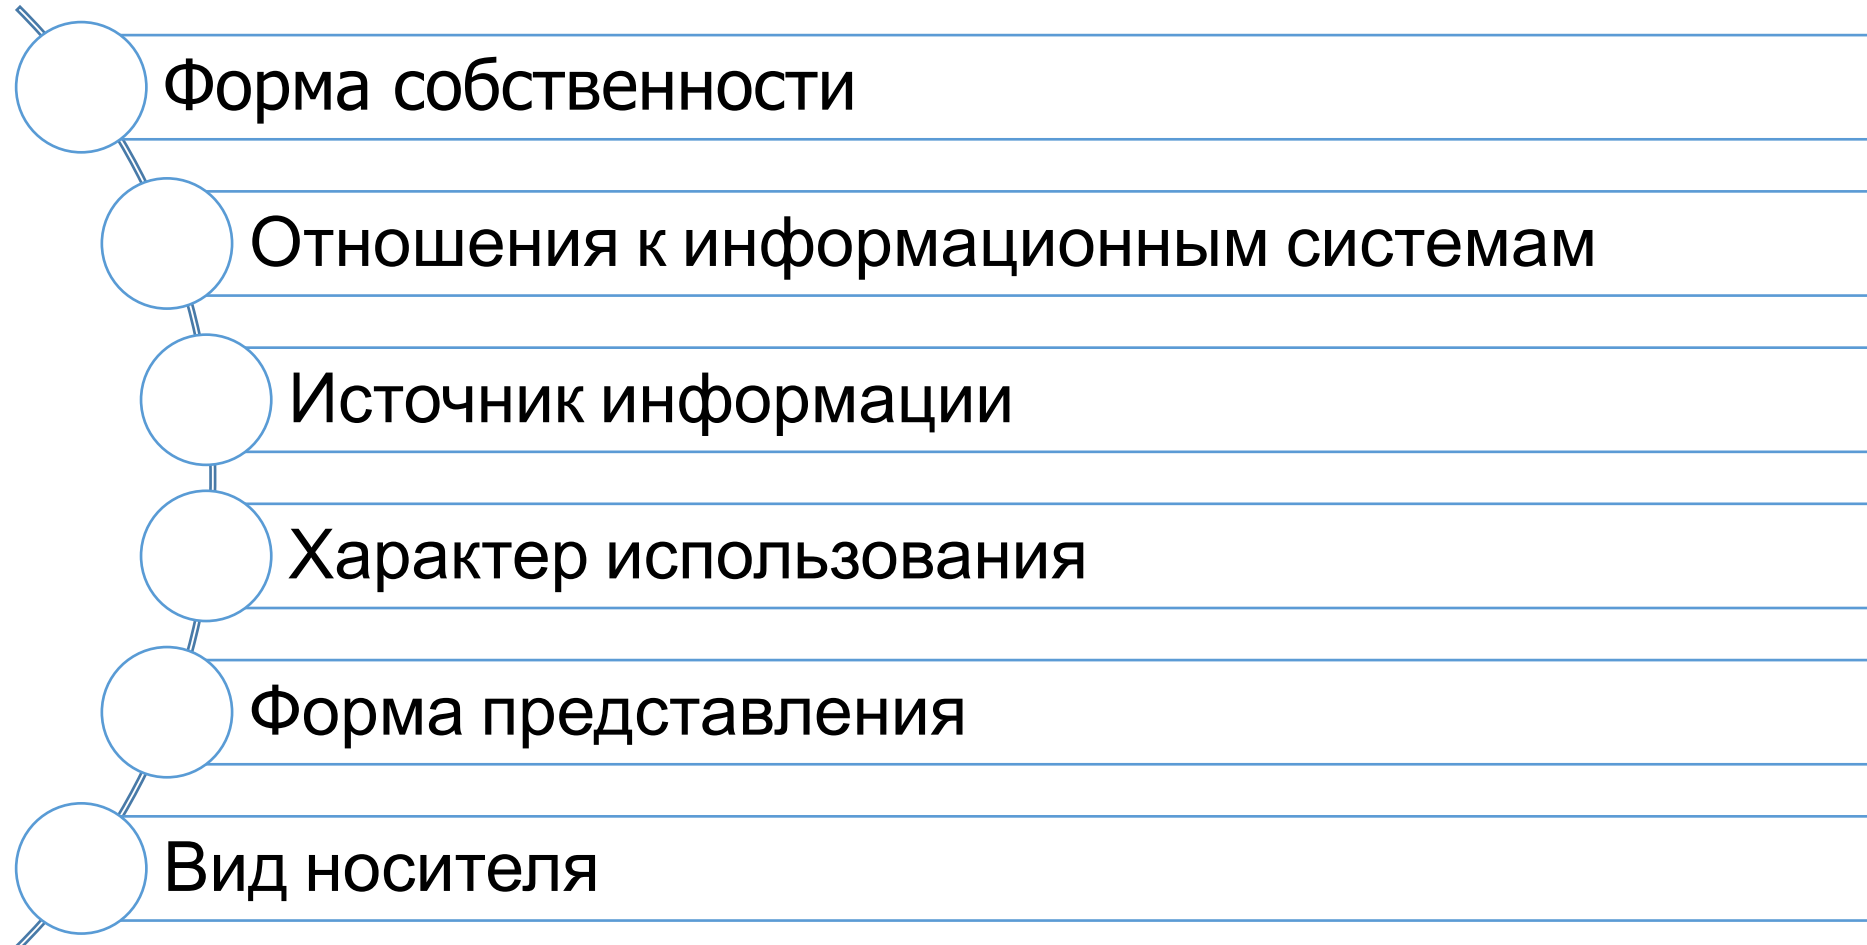 Форма собственности
Отношения к информационным системам
Источник информации
Характер использования
Форма представления
Вид носителя